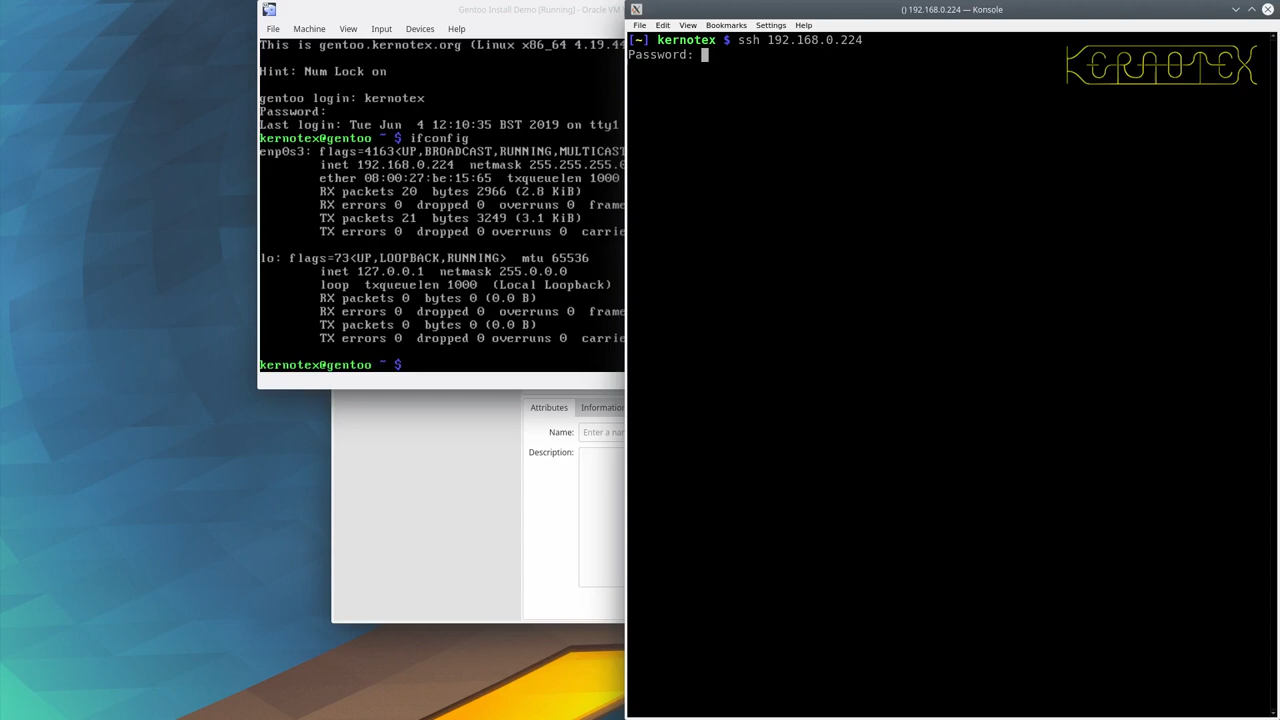 Gentoo Install Demo [Running] - Oracle VM
File Machine View Input Devices Help
This is gentoo.kernotex.org (Linux x86_64 4.19.44
Hint: Num Lock on
gentoo login: kernotex
Password:
Last login: Tue Jun  4 12:10:35 BST 2019 on tty1
kernotex@gentoo ~ $ ifconfig
enp0s3: flags=4163<UP,BROADCAST,RUNNING,MULTICAST
inet 192.168.0.224  netmask 255.255.255.0
ether 08:00:27:be:15:65  txqueuelen 1000
RX packets 20  bytes 2966 (2.8 KiB)
RX errors 0  dropped 0  overruns 0  frame
TX packets 21  bytes 3249 (3.1 KiB)
TX errors 0  dropped 0 overruns 0  carrie
lo: flags=73<UP,LOOPBACK,RUNNING>  mtu 65536
inet 127.0.0.1  netmask 255.0.0.0
loop  txqueuelen 1000  (Local Loopback)
RX packets 0  bytes 0 (0.0 B)
RX errors 0  dropped 0  overruns 0  frame
TX packets 0  bytes 0 (0.0 B)
TX errors 0  dropped 0 overruns 0  carrie
kernotex@gentoo ~ $
Attributes Information
Name: Enter a nam
Description:
() 192.168.0.224 — Konsole
File Edit View Bookmarks Settings Help
[~] kernotex $ ssh 192.168.0.224
Password:
KERNOTEX